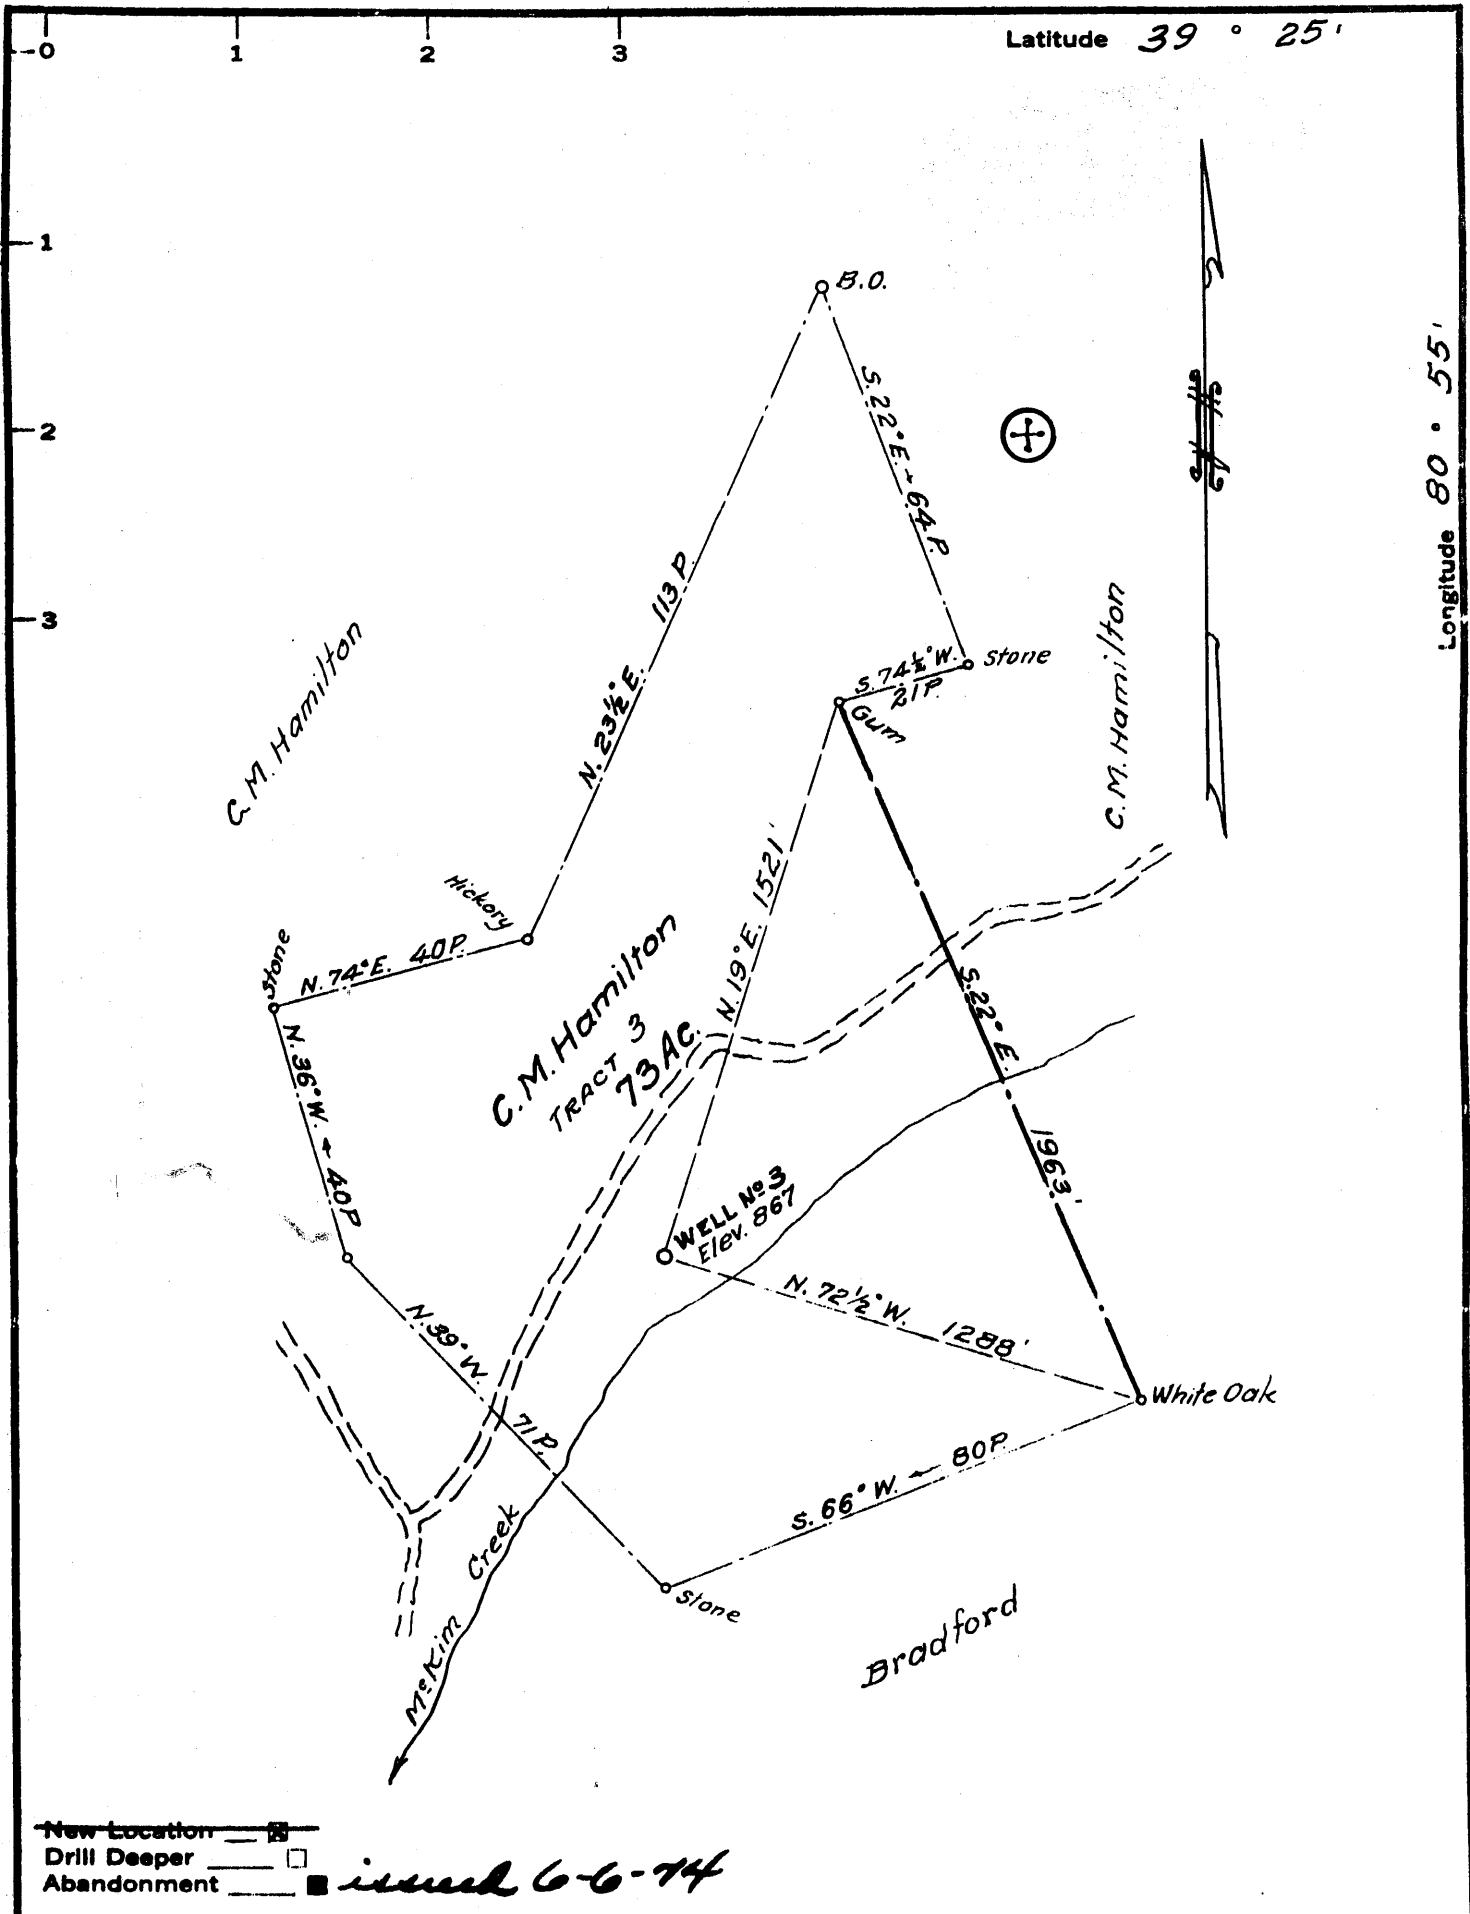 0 1 2 3
Latitude 39 ° 25'
1
2
3
Longitude 80 ° 55'
B.O.
S. 22° E. 64 P.
N. 23½° E. 113 P.
S. 74½° W.
21 P.
Stone
Gum
C. M. Hamilton
C. M. Hamilton
Hickory
Stone
N. 74° E. 40 P.
N. 36° W. 40 P
N. 19° E. 1521'
C. M. Hamilton
TRACT 3
73 Ac.
S. 22° E. 1963'
WELL No 3
Elev. 867
N. 72½° W. 1288'
N. 39° W. 71 P.
White Oak
S. 66° W. 80 P.
Stone
McKim Creek
Bradford
New Location
Drill Deeper
Abandonment issued 6-6-74